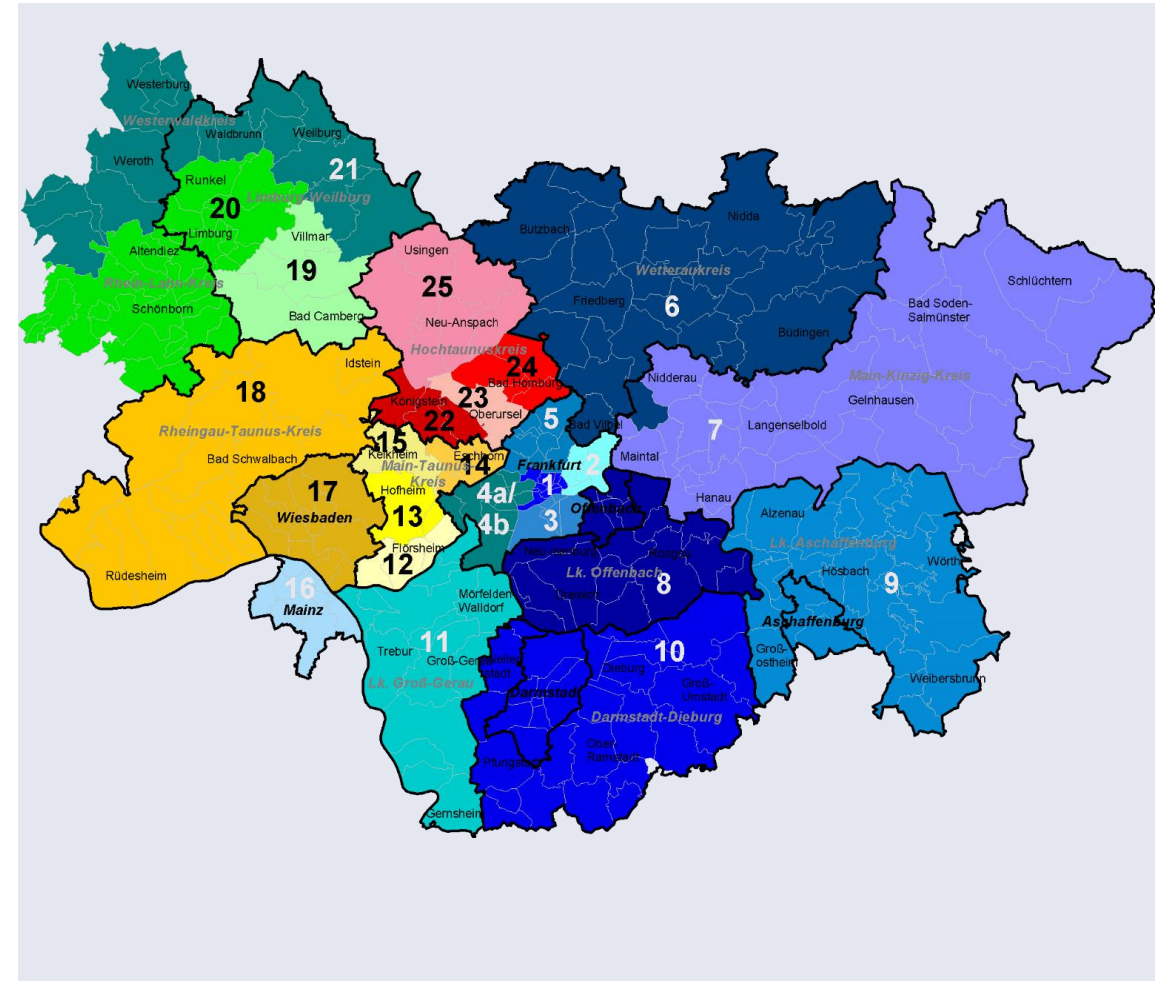 Westerburg
Westerwaldkreis
Waldbrunn
Weilburg
Weroth
21
Runkel
Limburg-Weilburg
20
Limburg
Villmar
Altendiez
19
Rhein-Lahn-Kreis
Schönborn
Bad Camberg
Usingen
25
Neu-Anspach
Hochtaunuskreis
Butzbach
Nidda
Wetteraukreis
Friedberg
6
Büdingen
Schlüchtern
Bad Soden-
Salmünster
Main-Kinzig-Kreis
Gelnhausen
Nidderau
7
Langenselbold
Maintal
Hanau
Idstein
18
Rheingau-Taunus-Kreis
Bad Schwalbach
Rüdesheim
24
Bad Homburg
23
Königstein
Oberursel
22
5
Bad Vilbel
15
Kelkheim
Eschborn
14
Main-Taunus-
Kreis
Frankfurt
2
17
Wiesbaden
Hofheim
13
4a/
4b
1
3
Offenbach
Flörsheim
12
Neu-Isenburg
Rodgau
Lk. Offenbach
Dreieich
8
Alzenau
Lk. Aschaffenburg
Hösbach
9
Wörth
Aschaffenburg
Groß-
ostheim
Weibersbrunn
16
Mainz
Mörfelden
Walldorf
11
Trebur
Groß-Gerau
Lk. Groß-Gerau
Gernsheim
10
Dieburg
Groß-
Umstadt
Darmstadt
Darmstadt-Dieburg
Ober-
Ramstadt
Pfungstadt